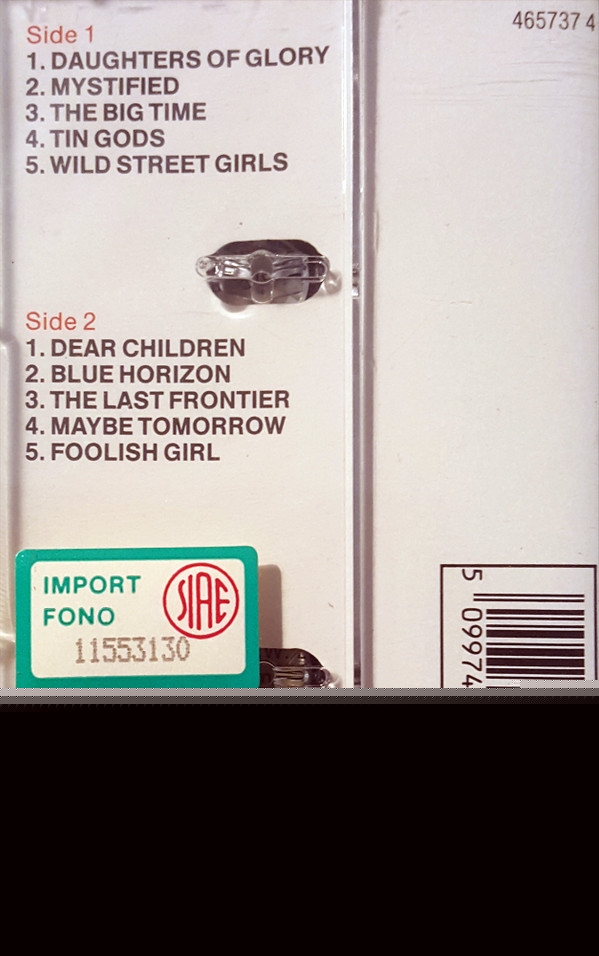 Side 1
1. DAUGHTERS OF GLORY
2. MYSTIFIED
3. THE BIG TIME
4. TIN GODS
5. WILD STREET GIRLS
465737 4
Side 2
1. DEAR CHILDREN
2. BLUE HORIZON
3. THE LAST FRONTIER
4. MAYBE TOMORROW
5. FOOLISH GIRL
IMPORT
FONO
SIAE
11553130
5 09974